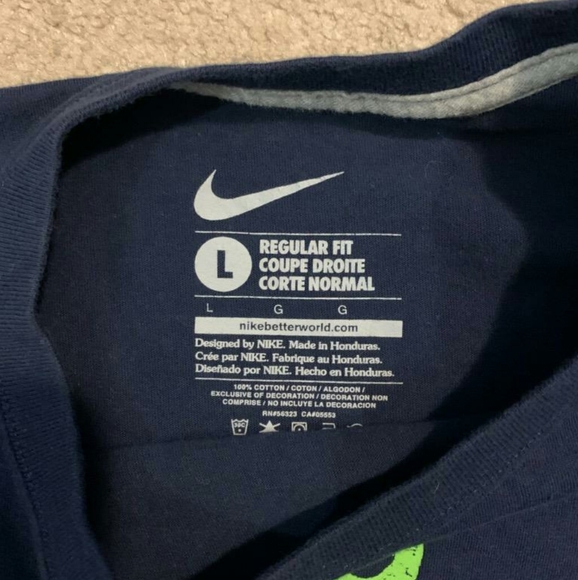 L
REGULAR FIT
COUPE DROITE
CORTE NORMAL
L G G
nikebetterworld.com
Designed by NIKE. Made in Honduras.
Crée par NIKE. Fabrique au Honduras.
Diseñado por NIKE. Hecho en Honduras.
100% COTTON / COTON / ALGODON /
EXCLUSIVE OF DECORATION / DECORATION NON
COMPRISE / NO INCLUYE LA DECORACION
RN#56323 CA#05553